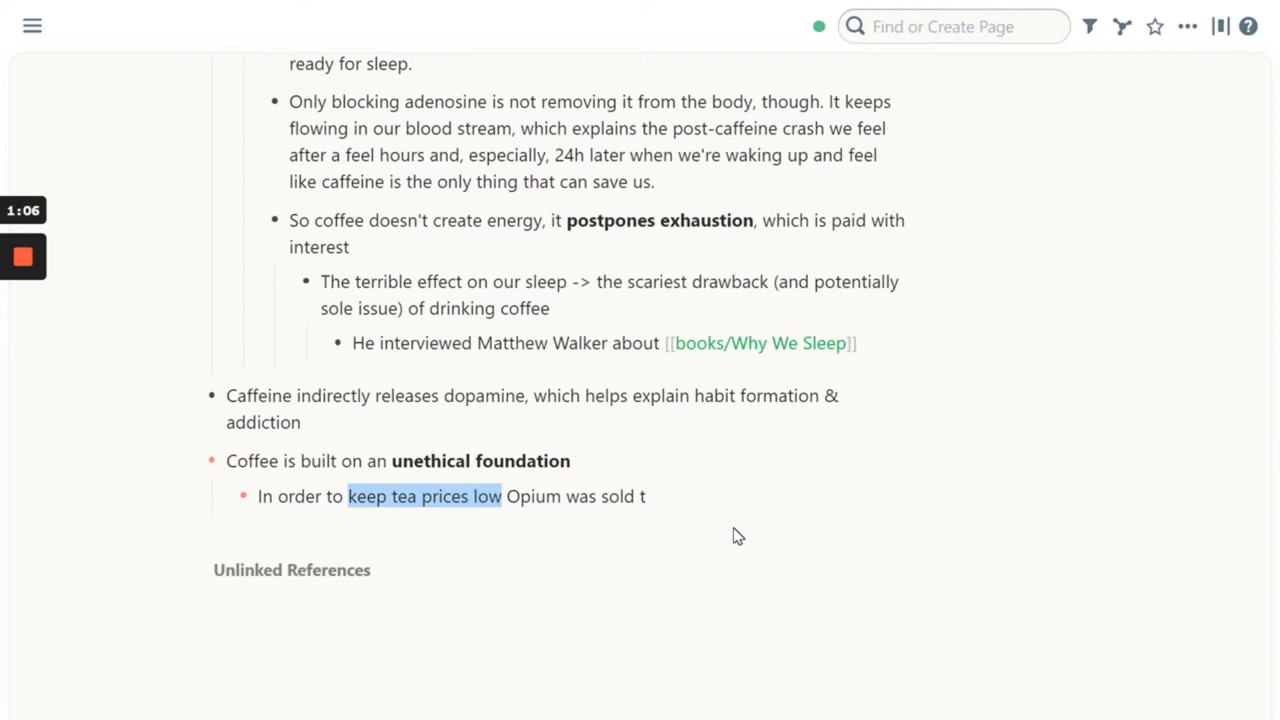 Find or Create Page
ready for sleep.
Only blocking adenosine is not removing it from the body, though. It keeps
flowing in our blood stream, which explains the post-caffeine crash we feel
after a feel hours and, especially, 24h later when we're waking up and feel
like caffeine is the only thing that can save us.
1:06
So coffee doesn't create energy, it postpones exhaustion, which is paid with
interest
The terrible effect on our sleep -> the scariest drawback (and potentially
sole issue) of drinking coffee
He interviewed Matthew Walker about [[books/Why We Sleep]]
Caffeine indirectly releases dopamine, which helps explain habit formation &
addiction
Coffee is built on an unethical foundation
In order to keep tea prices low Opium was sold t
Unlinked References